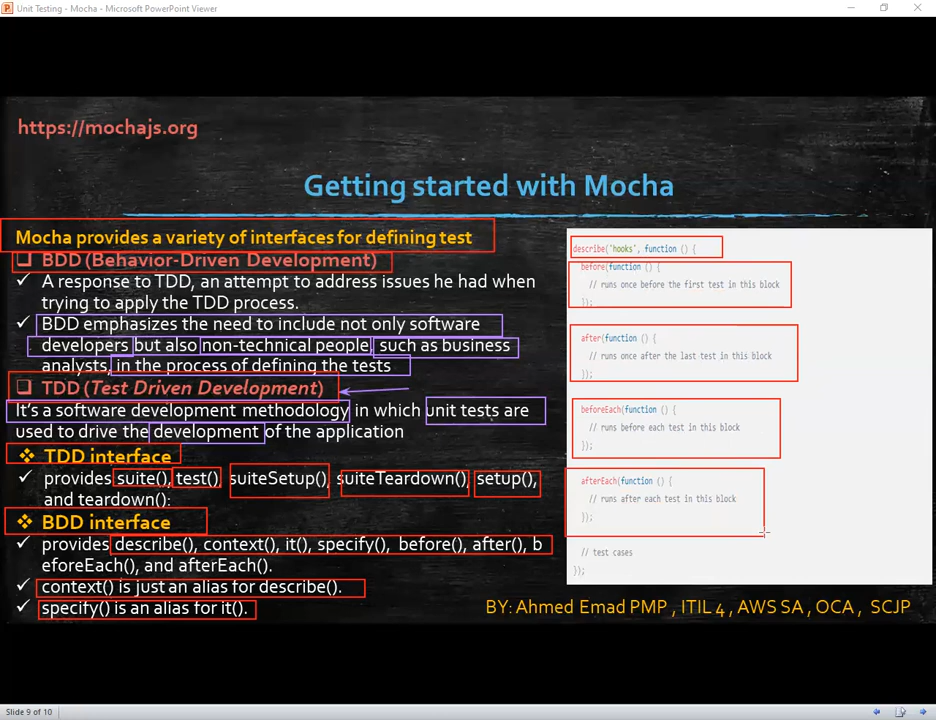 Unit Testing - Mocha - Microsoft PowerPoint Viewer
https://mochajs.org
Getting started with Mocha
Mocha provides a variety of interfaces for defining test
BDD (Behavior-Driven Development)
A response to TDD, an attempt to address issues he had when
trying to apply the TDD process.
BDD emphasizes the need to include not only software
developers but also non-technical people, such as business
analysts, in the process of defining the tests
TDD (Test Driven Development)
It's a software development methodology in which unit tests are
used to drive the development of the application
TDD interface
provides suite(), test(), suiteSetup(), suiteTeardown(), setup(),
and teardown():
BDD interface
provides describe(), context(), it(), specify(), before(), after(), b
eforeEach(), and afterEach().
context() is just an alias for describe().
specify() is an alias for it().
describe('hooks', function () {
before(function () {
// runs once before the first test in this block
});
after(function () {
// runs once after the last test in this block
});
beforeEach(function () {
// runs before each test in this block
});
afterEach(function () {
// runs after each test in this block
});
// test cases
});
BY: Ahmed Emad PMP , ITIL 4 , AWS SA , OCA , SCJP
Slide 9 of 10